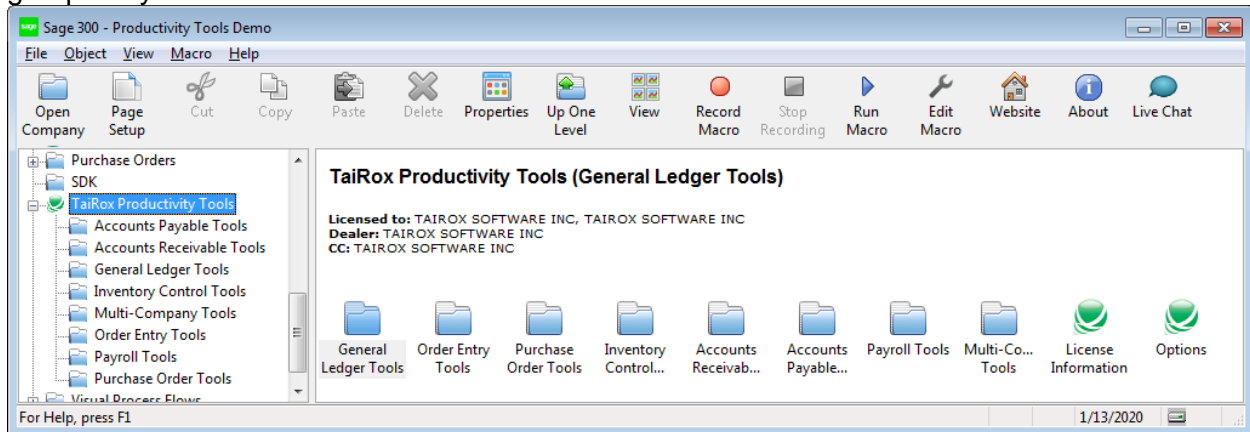 Sage 300 - Productivity Tools Demo
File Object View Macro Help
Open Company
Page Setup
Cut
Copy
Paste
Delete
Properties
Up One Level
View
Record Macro
Stop Recording
Run Macro
Edit Macro
Website
About
Live Chat
Purchase Orders
SDK
TaiRox Productivity Tools
Accounts Payable Tools
Accounts Receivable Tools
General Ledger Tools
Inventory Control Tools
Multi-Company Tools
Order Entry Tools
Payroll Tools
Purchase Order Tools
Visual Process Flows
TaiRox Productivity Tools (General Ledger Tools)
Licensed to: TAIROX SOFTWARE INC, TAIROX SOFTWARE INC
Dealer: TAIROX SOFTWARE INC
CC: TAIROX SOFTWARE INC
General Ledger Tools
Order Entry Tools
Purchase Order Tools
Inventory Control...
Accounts Receivab...
Accounts Payable...
Payroll Tools
Multi-Co... Tools
License Information
Options
For Help, press F1
1/13/2020